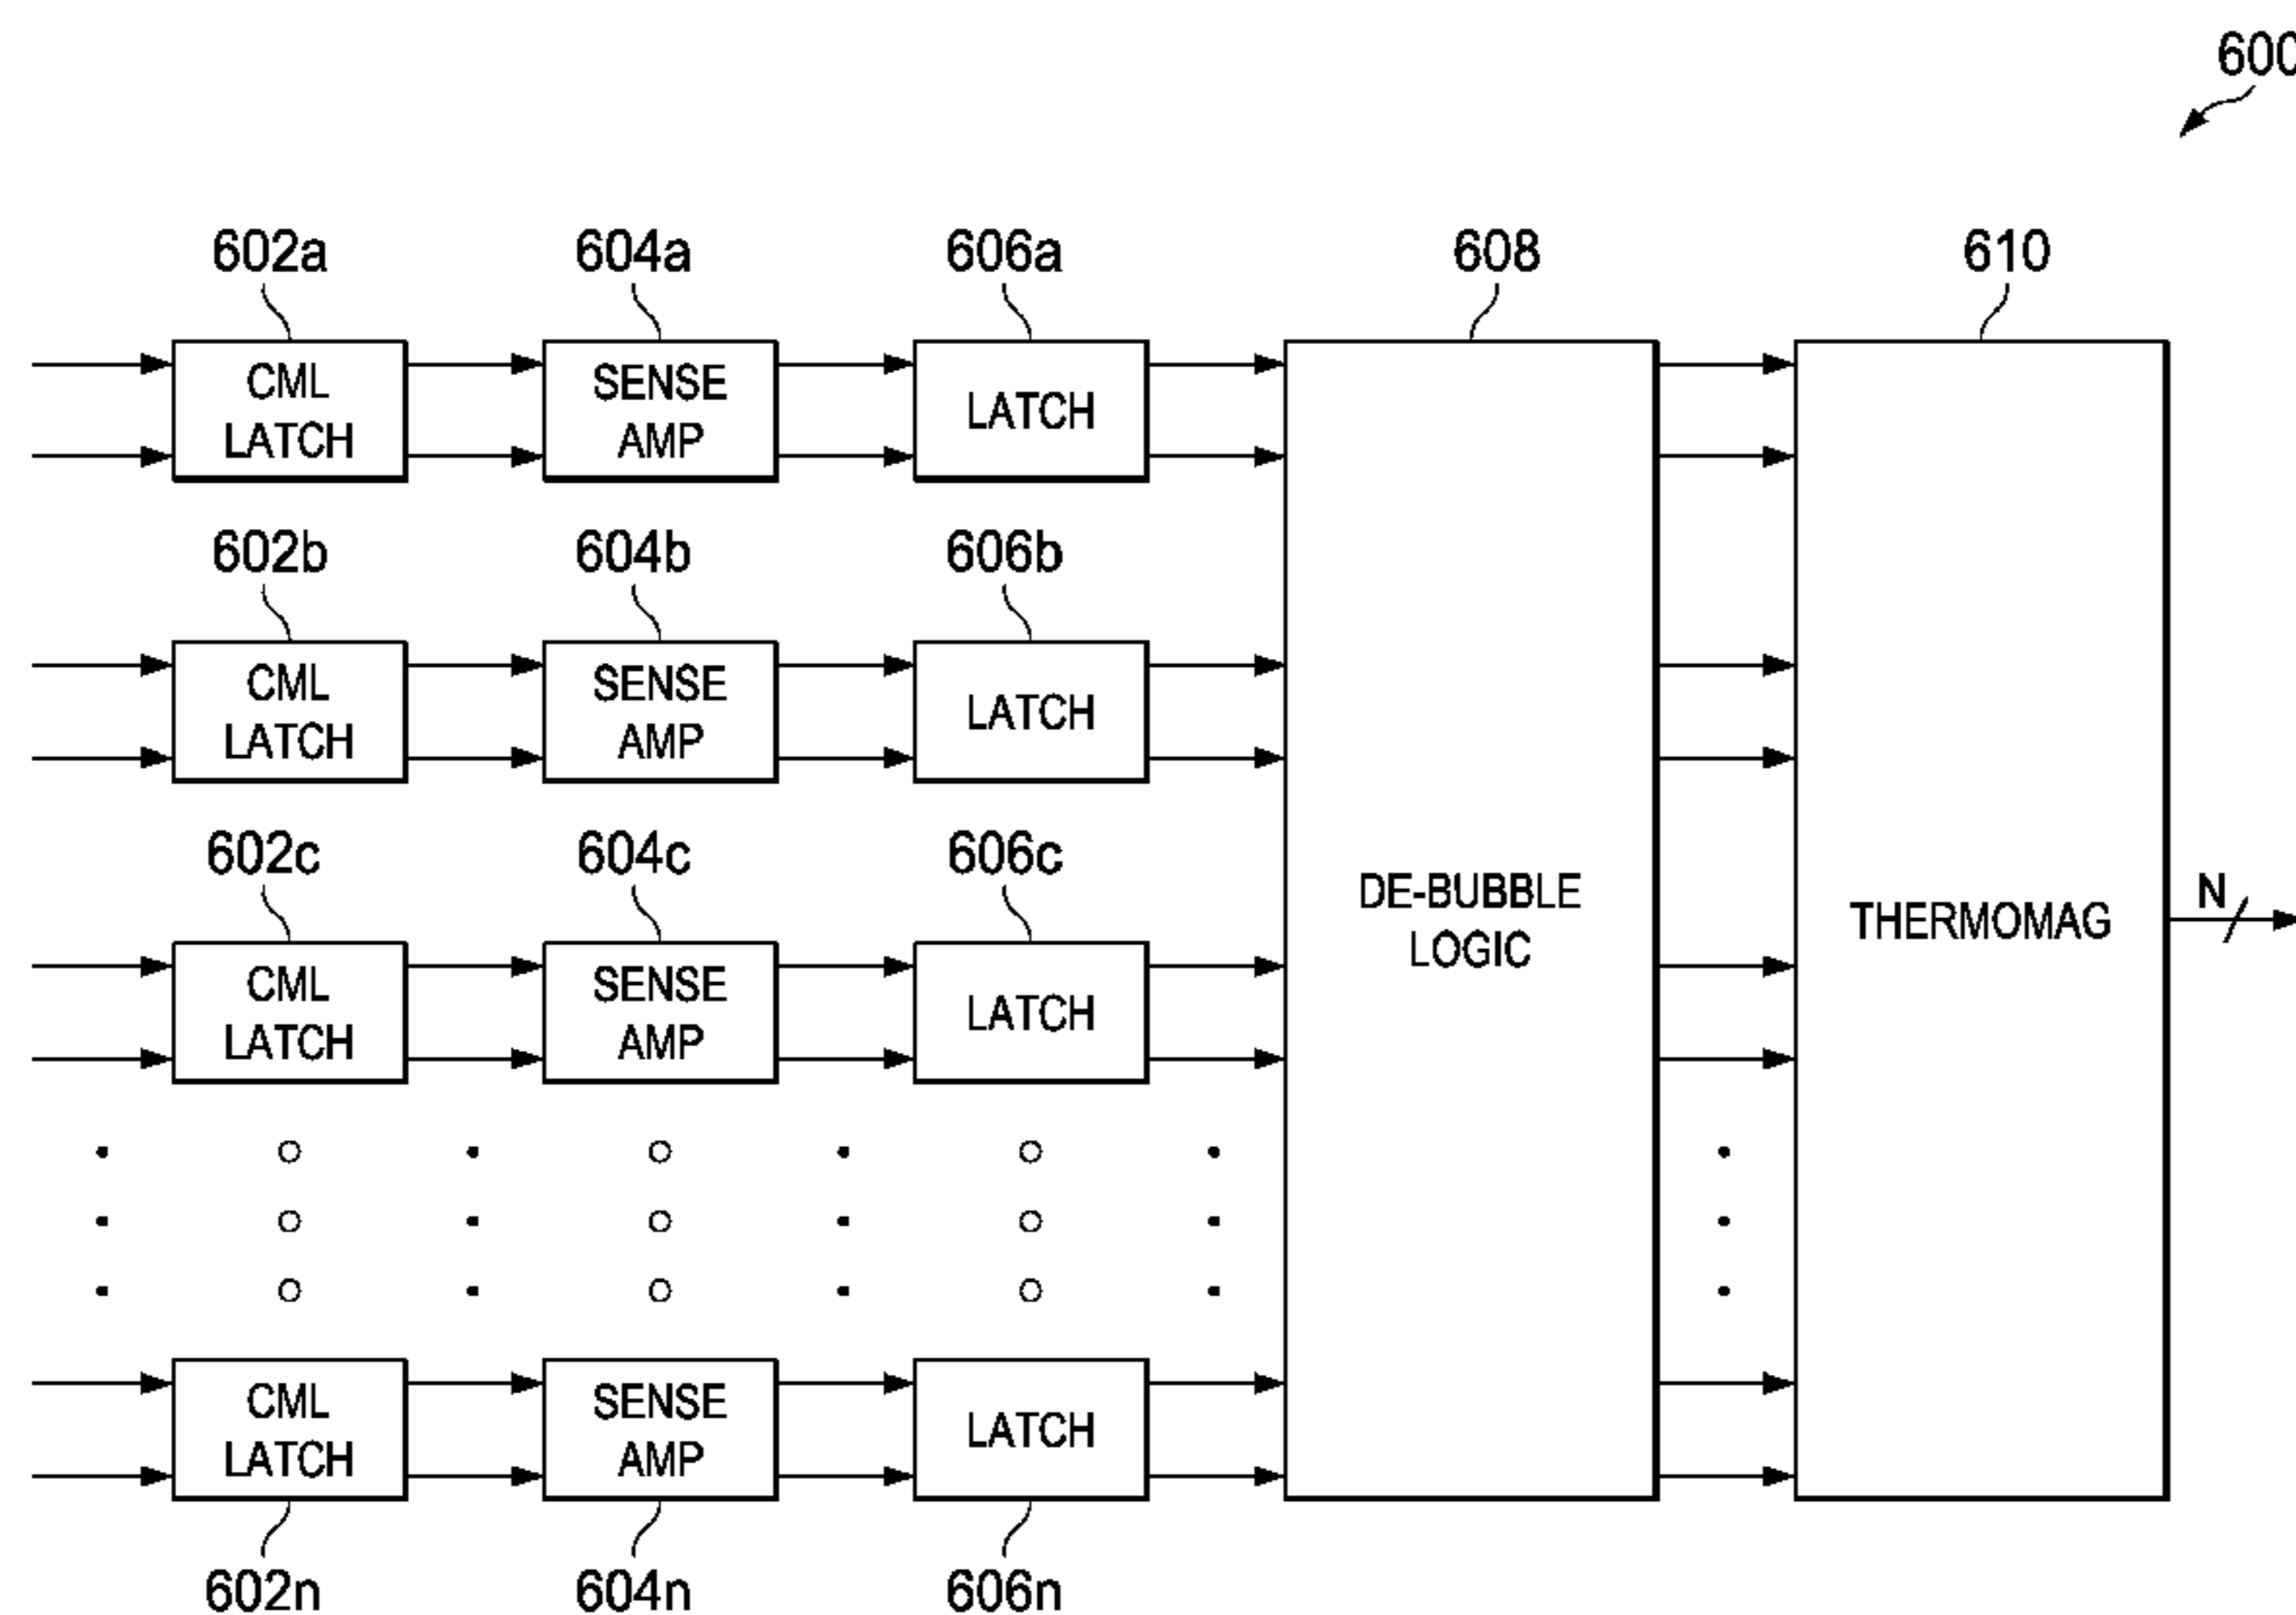 600
602a 604a 606a 608 610
CML
LATCH
SENSE
AMP
LATCH
602b 604b 606b
CML
LATCH
SENSE
AMP
LATCH
602c 604c 606c
DE-BUBBLE
LOGIC
THERMOMAG
N
CML
LATCH
SENSE
AMP
LATCH
CML
LATCH
SENSE
AMP
LATCH
602n 604n 606n